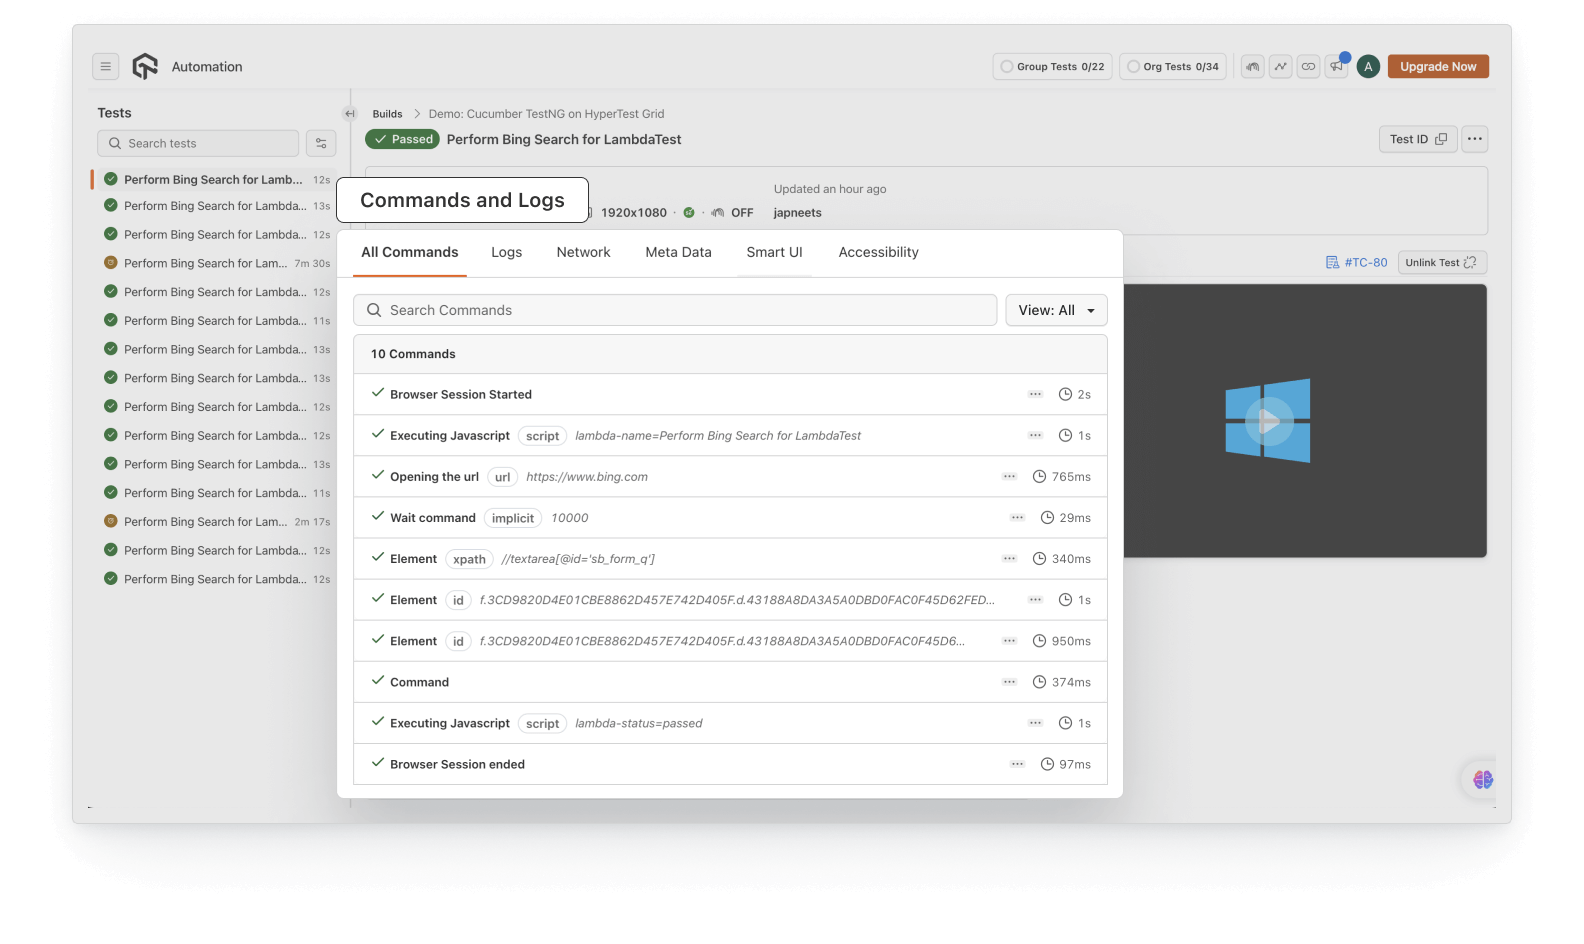 Automation
Group Tests 0/22
Org Tests 0/34
A
Upgrade Now
Tests
Search tests
Perform Bing Search for Lamb... 12s
Perform Bing Search for Lambda... 13s
Perform Bing Search for Lambda... 12s
Perform Bing Search for Lam... 7m 30s
Perform Bing Search for Lambda... 12s
Perform Bing Search for Lambda... 11s
Perform Bing Search for Lambda... 13s
Perform Bing Search for Lambda... 13s
Perform Bing Search for Lambda... 12s
Perform Bing Search for Lambda... 12s
Perform Bing Search for Lambda... 13s
Perform Bing Search for Lambda... 11s
Perform Bing Search for Lam... 2m 17s
Perform Bing Search for Lambda... 12s
Perform Bing Search for Lambda... 12s
Builds > Demo: Cucumber TestNG on HyperTest Grid
Passed Perform Bing Search for LambdaTest
Test ID
Updated an hour ago
1920x1080 · · OFF japneets
#TC-80
Unlink Test
Commands and Logs
All Commands Logs Network Meta Data Smart UI Accessibility
Search Commands
View: All
10 Commands
Browser Session Started 2s
Executing Javascript script lambda-name=Perform Bing Search for LambdaTest 1s
Opening the url url https://www.bing.com 765ms
Wait command implicit 10000 29ms
Element xpath //textarea[@id='sb_form_q'] 340ms
Element id f.3CD9820D4E01CBE8862D457E742D405F.d.43188A8DA3A5A0DBD0FAC0F45D62FED... 1s
Element id f.3CD9820D4E01CBE8862D457E742D405F.d.43188A8DA3A5A0DBD0FAC0F45D6... 950ms
Command 374ms
Executing Javascript script lambda-status=passed 1s
Browser Session ended 97ms